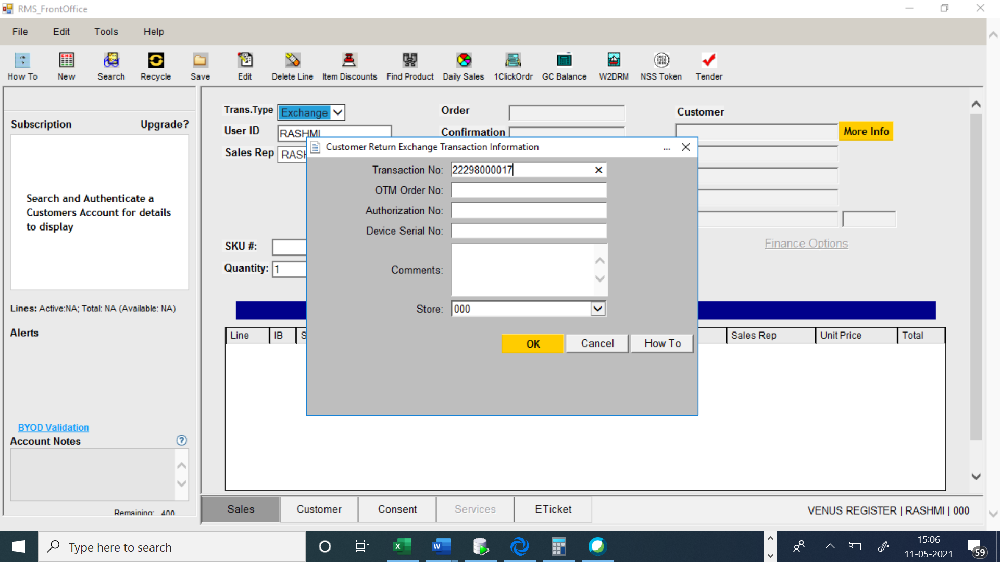 RMS_FrontOffice
File Edit Tools Help
How To New Search Recycle Save Edit Delete Line Item Discounts Find Product Daily Sales 1ClickOrdr GC Balance W2DRM NSS Token Tender
Subscription Upgrade?
Search and Authenticate a
Customers Account for details
to display
Lines: Active:NA; Total: NA (Available: NA)
Alerts
BYOD Validation
Account Notes ?
Remaining: 400
Trans.Type Exchange Order Customer
User ID RASHMI Confirmation More Info
Sales Rep
SKU #: Finance Options
Quantity: 1
Customer Return Exchange Transaction Information ...
Transaction No: 22298000017
OTM Order No:
Authorization No:
Device Serial No:
Comments:
Store: 000
OK Cancel How To
Line IB S Sales Rep Unit Price Total
Sales Customer Consent Services ETicket VENUS REGISTER | RASHMI | 000
Type here to search
15:06
11-05-2021
59